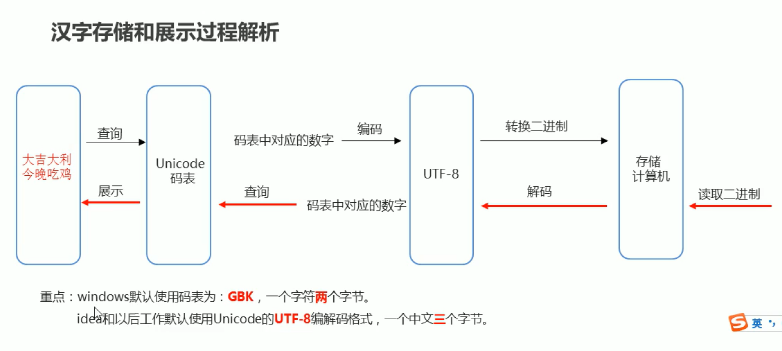 汉字存储和展示过程解析
大吉大利
今晚吃鸡
查询
展示
Unicode
码表
码表中对应的数字
编码
查询
码表中对应的数字
UTF-8
转换二进制
解码
存储
计算机
读取二进制
重点：windows默认使用码表为：GBK，一个字符两个字节。
idea和以后工作默认使用Unicode的UTF-8编解码格式，一个中文三个字节。
英